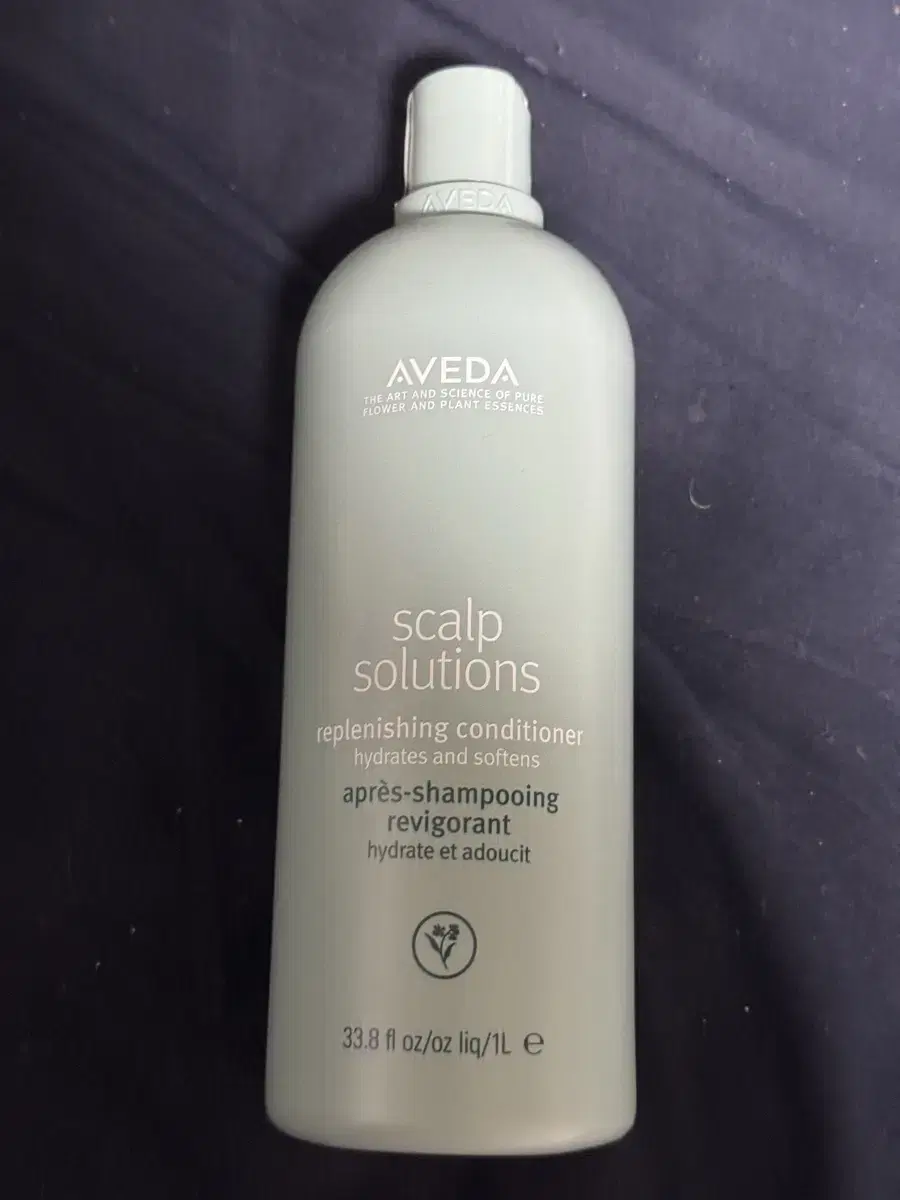 AVEDA
AVEDA
THE ART AND SCIENCE OF PURE
FLOWER AND PLANT ESSENCES
scalp
solutions
replenishing conditioner
hydrates and softens
après-shampooing
revigorant
hydrate et adoucit
33.8 fl oz/oz liq/1L ℮